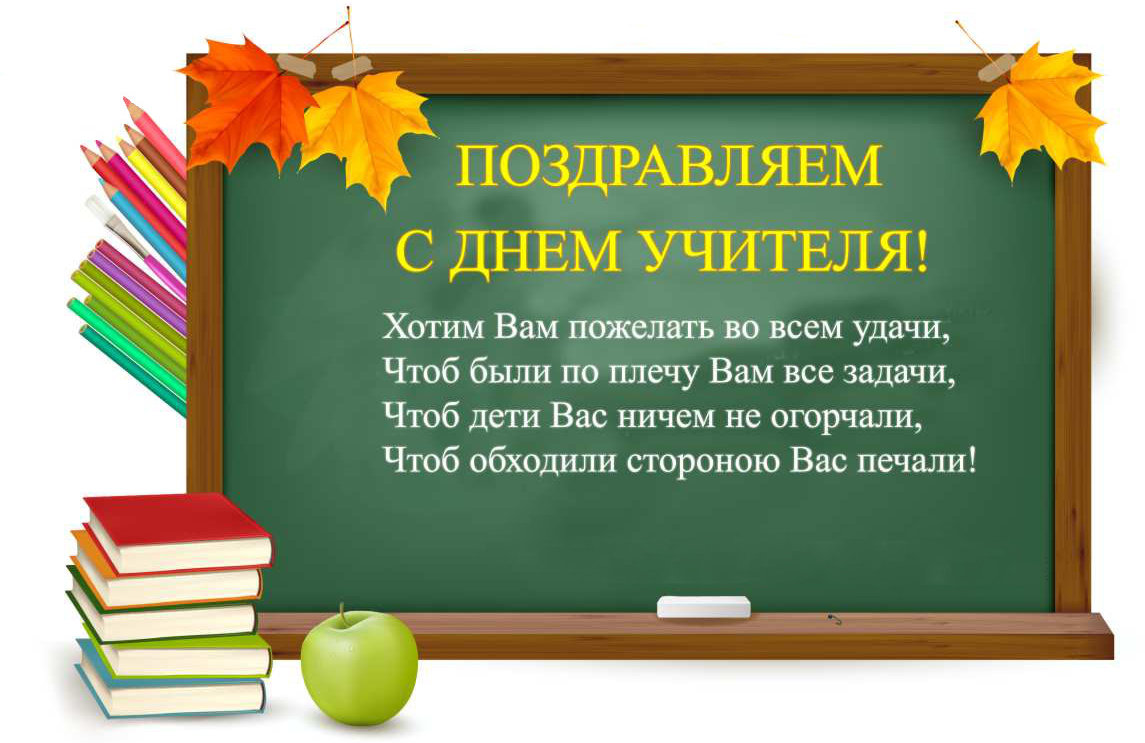 ПОЗДРАВЛЯЕМ
С ДНЕМ УЧИТЕЛЯ!
Хотим Вам пожелать во всем удачи,
Чтоб были по плечу Вам все задачи,
Чтоб дети Вас ничем не огорчали,
Чтоб обходили стороною Вас печали!